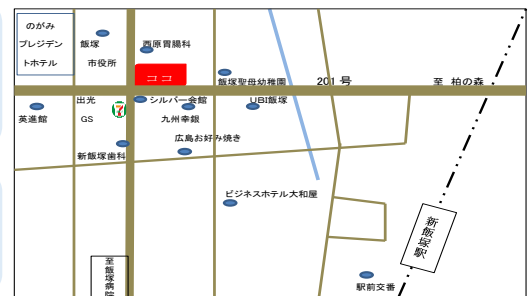 のがみ
プレジデン
トホテル
飯塚
市役所
西原胃腸科
ココ
飯塚聖母幼稚園
201 号
至 柏の森
英進館
出光
GS
7
シルバー会館
九州幸銀
UBI飯塚
広島お好み焼き
新飯塚歯科
ビジネスホテル大和屋
新飯塚駅
至飯塚病院
駅前交番